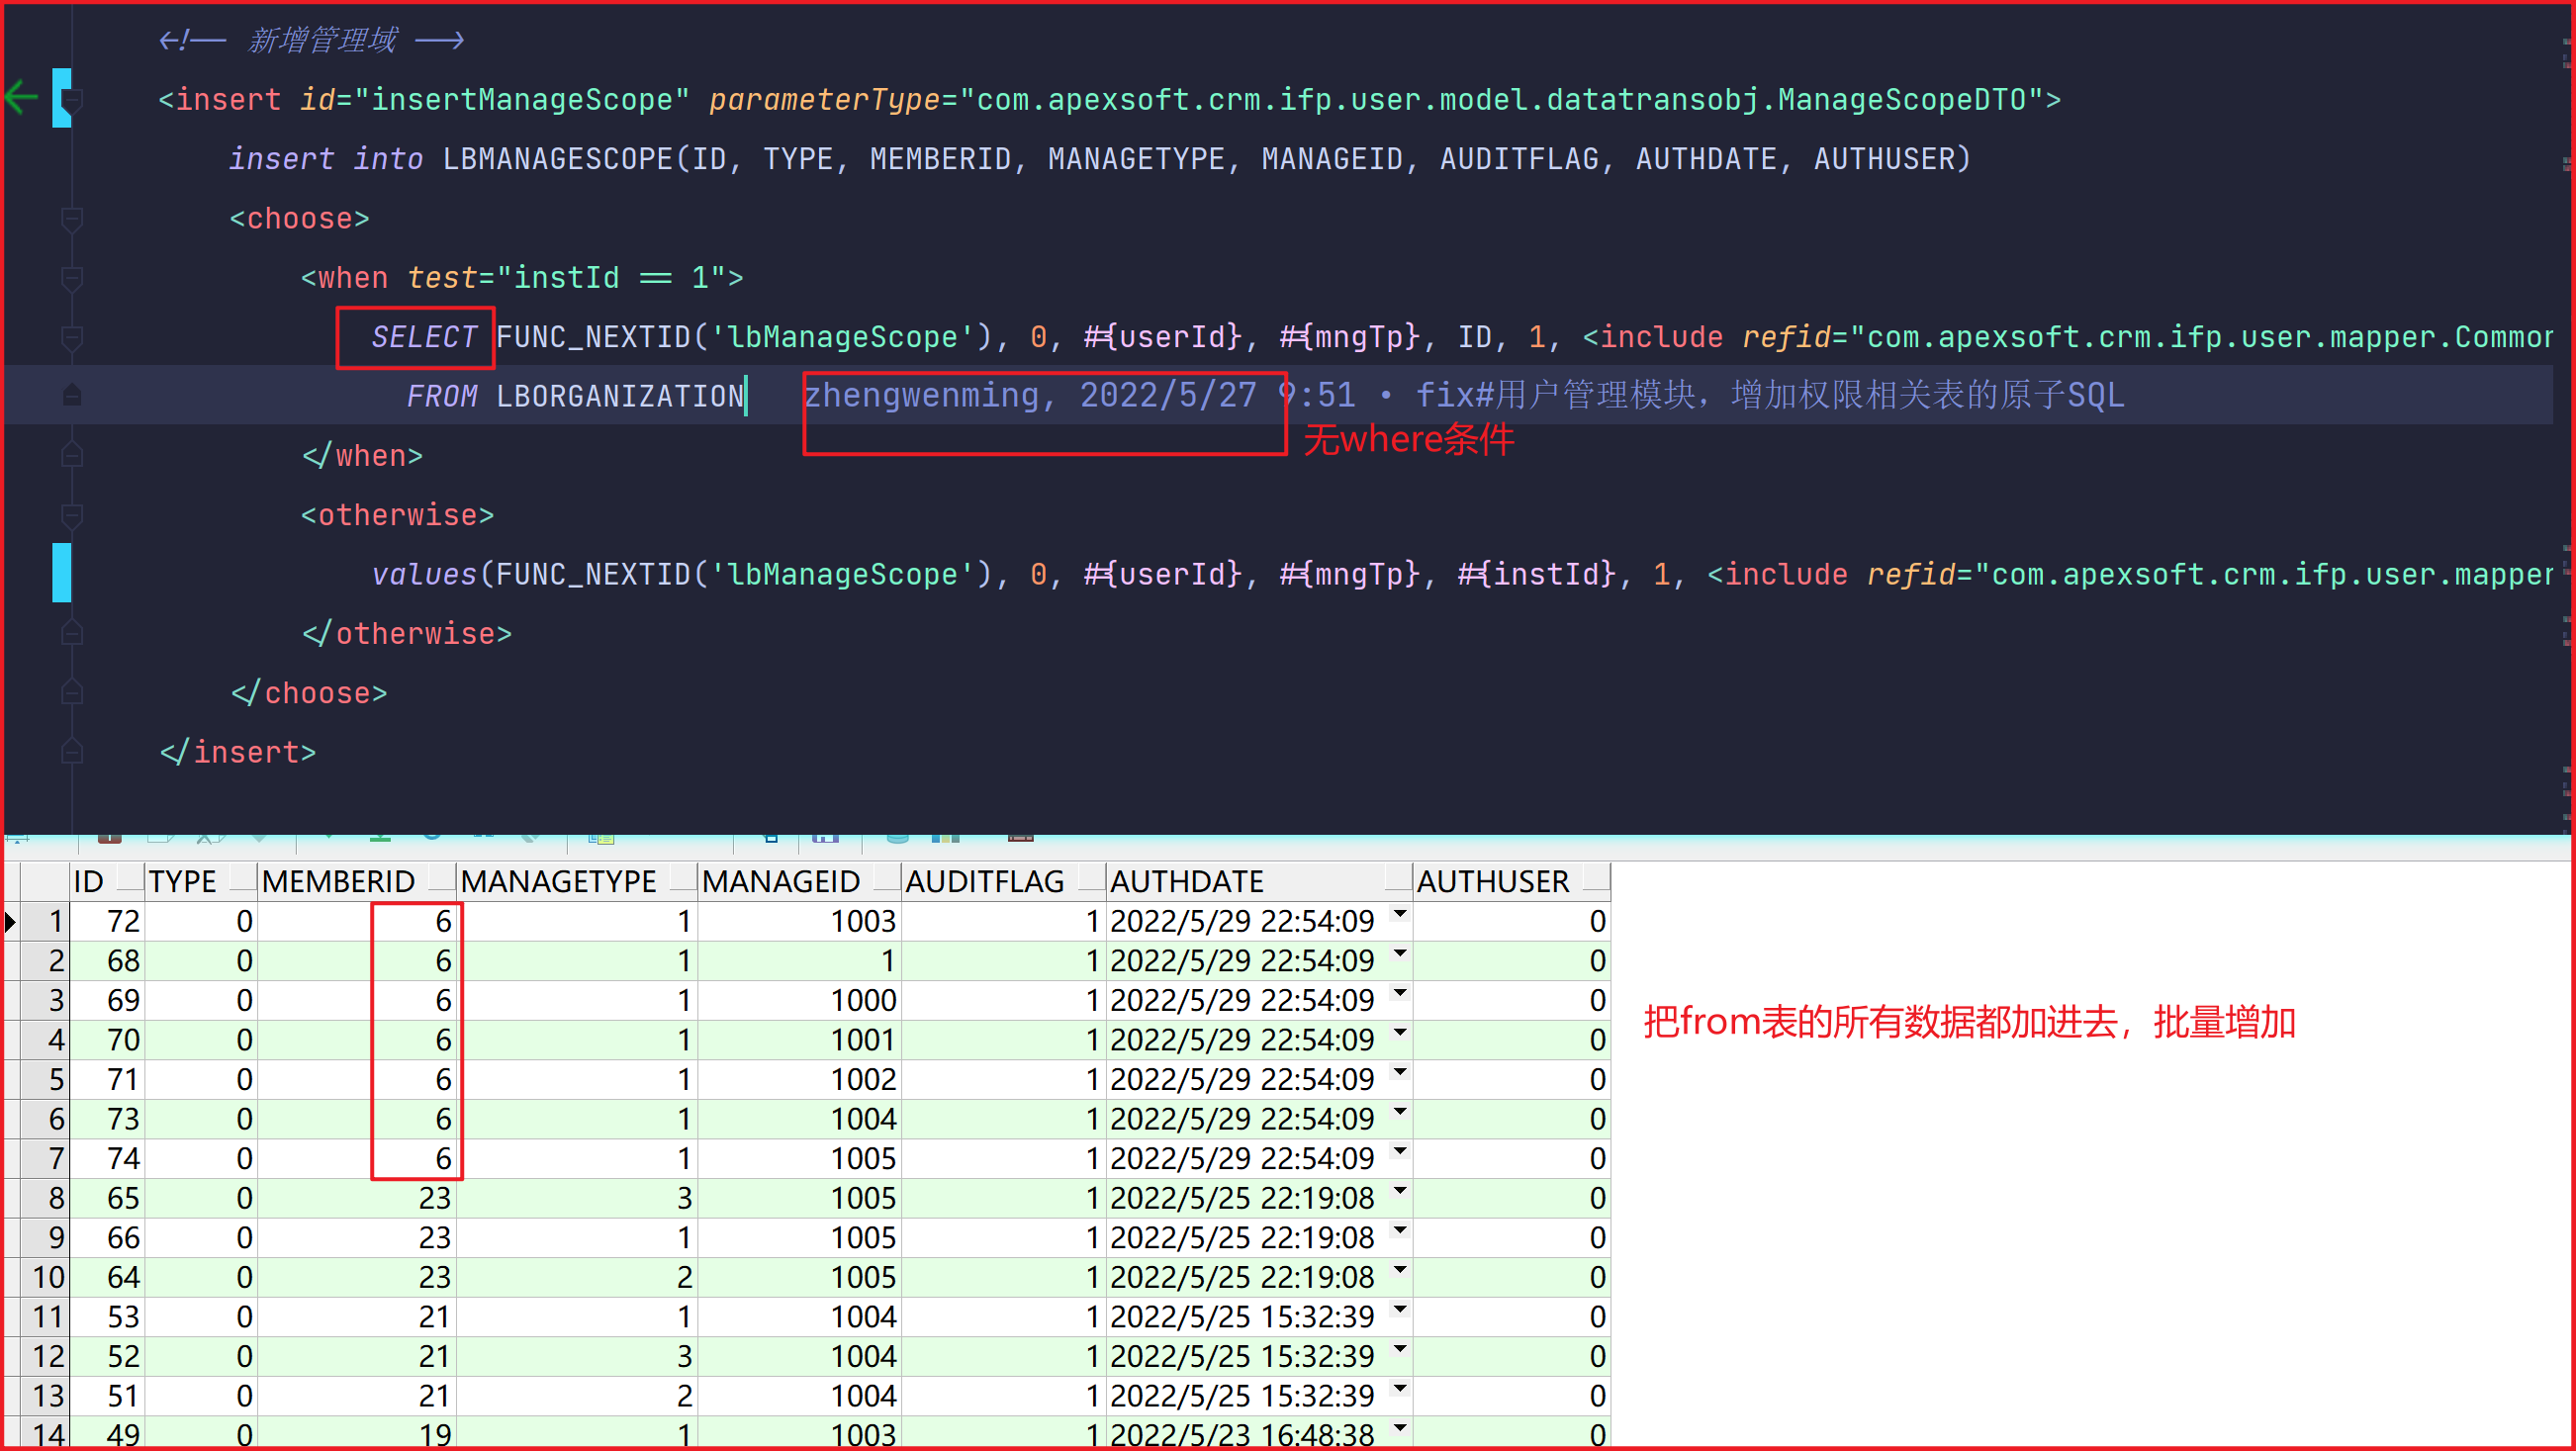 <!-- 新增管理域 -->
<insert id="insertManageScope" parameterType="com.apexsoft.crm.ifp.user.model.datatransobj.ManageScopeDTO">
insert into LBMANAGESCOPE(ID, TYPE, MEMBERID, MANAGETYPE, MANAGEID, AUDITFLAG, AUTHDATE, AUTHUSER)
<choose>
<when test="instId == 1">
SELECT FUNC_NEXTID('lbManageScope'), 0, #{userId}, #{mngTp}, ID, 1, <include refid="com.apexsoft.crm.ifp.user.mapper.Common
FROM LBORGANIZATION zhengwenming, 2022/5/27 9:51 • fix#用户管理模块，增加权限相关表的原子SQL
无where条件
</when>
<otherwise>
values(FUNC_NEXTID('lbManageScope'), 0, #{userId}, #{mngTp}, #{instId}, 1, <include refid="com.apexsoft.crm.ifp.user.mapper
</otherwise>
</choose>
</insert>
ID TYPE MEMBERID MANAGETYPE MANAGEID AUDITFLAG AUTHDATE AUTHUSER
1 72 0 6 1 1003 1 2022/5/29 22:54:09 0
2 68 0 6 1 1 1 2022/5/29 22:54:09 0
3 69 0 6 1 1000 1 2022/5/29 22:54:09 0
把from表的所有数据都加进去，批量增加
4 70 0 6 1 1001 1 2022/5/29 22:54:09 0
5 71 0 6 1 1002 1 2022/5/29 22:54:09 0
6 73 0 6 1 1004 1 2022/5/29 22:54:09 0
7 74 0 6 1 1005 1 2022/5/29 22:54:09 0
8 65 0 23 3 1005 1 2022/5/25 22:19:08 0
9 66 0 23 1 1005 1 2022/5/25 22:19:08 0
10 64 0 23 2 1005 1 2022/5/25 22:19:08 0
11 53 0 21 1 1004 1 2022/5/25 15:32:39 0
12 52 0 21 3 1004 1 2022/5/25 15:32:39 0
13 51 0 21 2 1004 1 2022/5/25 15:32:39 0
14 49 0 19 1 1003 1 2022/5/23 16:48:38 0